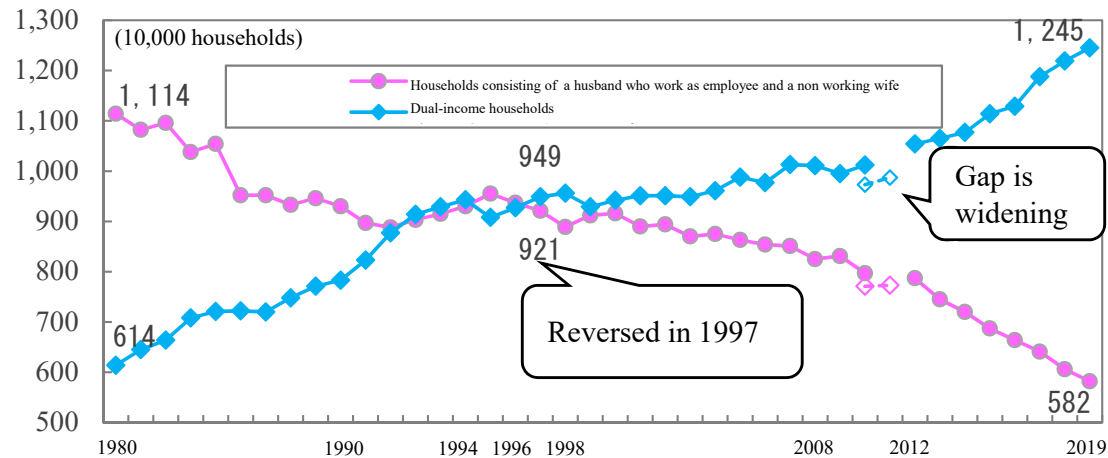 1,300
1,200
1,100
1,000
900
800
700
600
500
(10,000 households)
Households consisting of a husband who work as employee and a non working wife
Dual-income households
1,114
614
949
921
1,245
582
Reversed in 1997
Gap is
widening
1980 1990 1994 1996 1998 2008 2012 2019